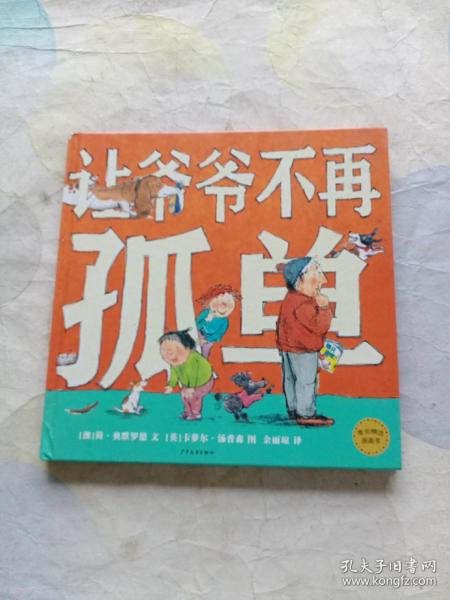 让爷爷不再
孤单
[澳]简·奥默罗德 文 [英]卡萝尔·汤普森 图 余丽琼 译
孔夫子旧书网
www.kongfz.com